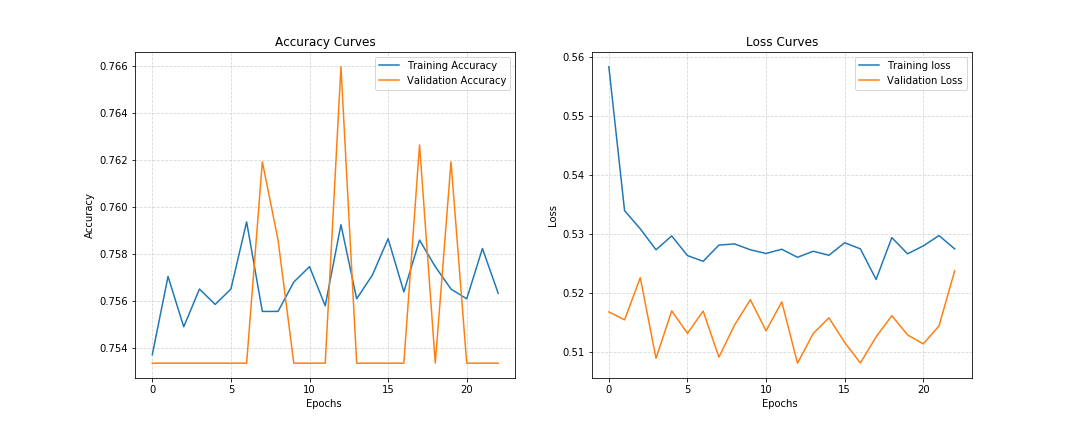 Accuracy Curves
Training Accuracy
Validation Accuracy
0.766
0.764
0.762
0.760
0.758
0.756
0.754
Accuracy
0 5 10 15 20
Epochs
Loss Curves
Training loss
Validation Loss
0.56
0.55
0.54
0.53
0.52
0.51
Loss
0 5 10 15 20
Epochs